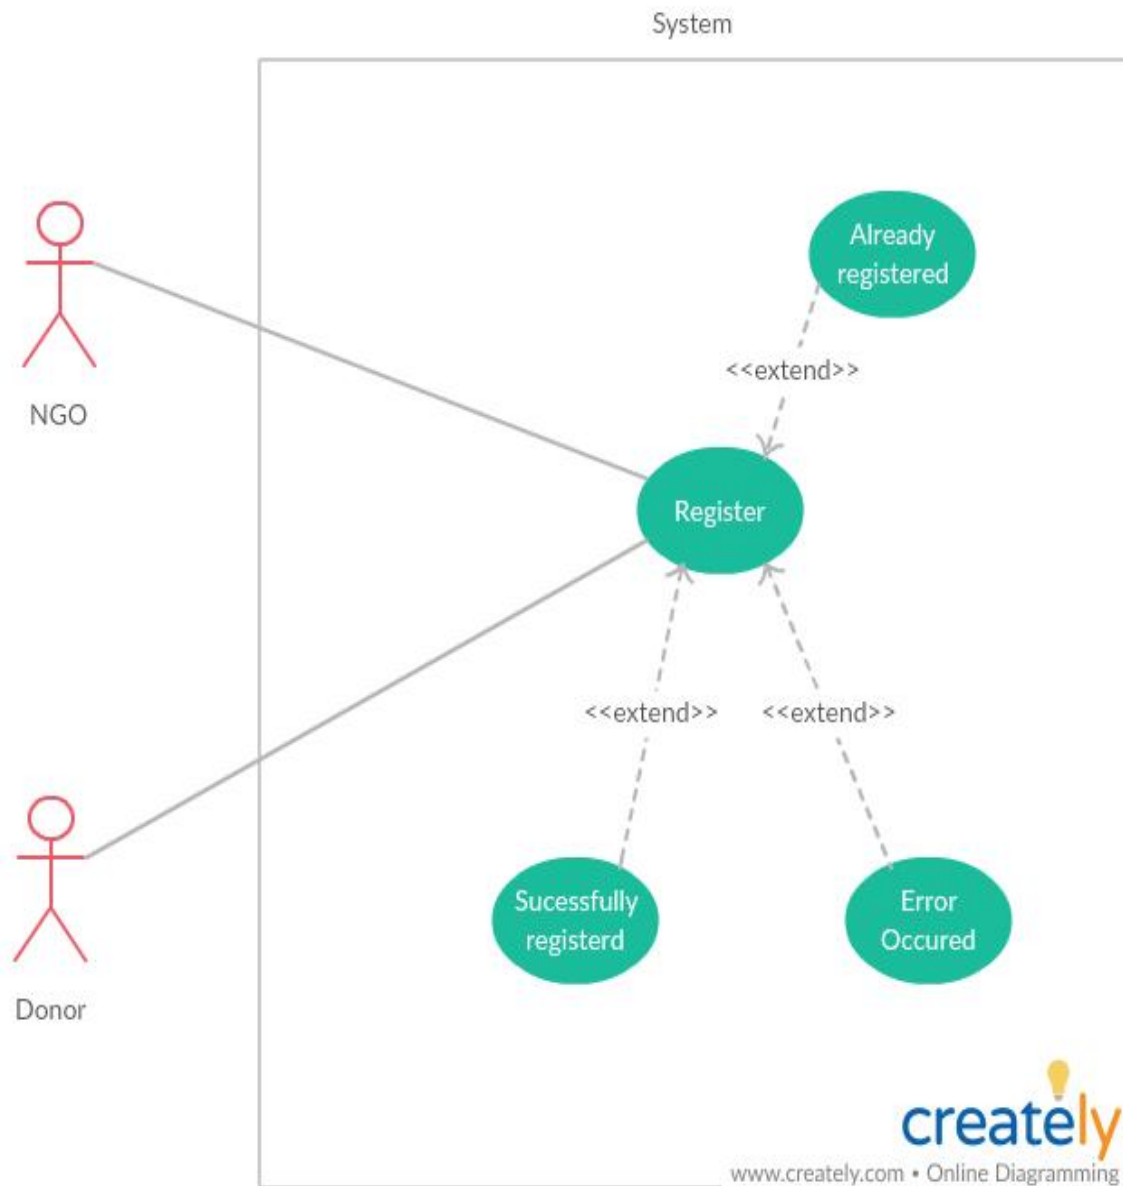 System
Already
registered
<<extend>>
NGO
Register
<<extend>>
<<extend>>
Sucessfully
registerd
Error
Occured
Donor
creately
www.creately.com • Online Diagramming